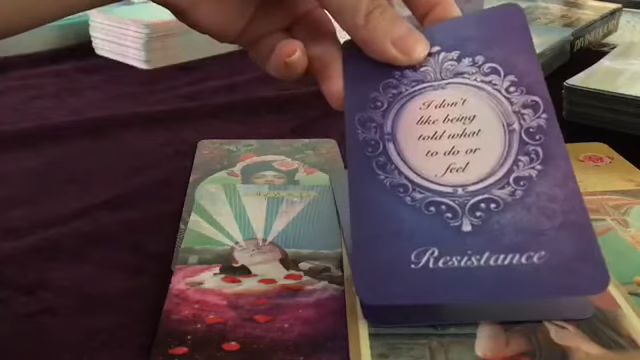 I don't
like being
told what
to do or
feel
Resistance